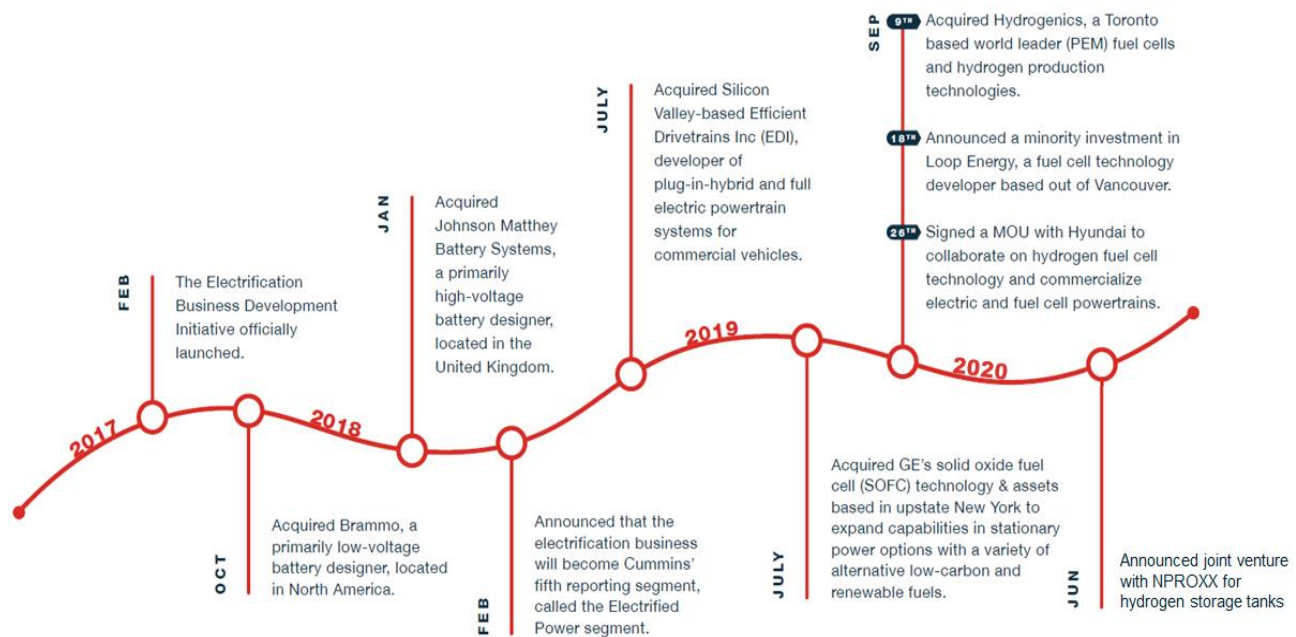 2017
FEB
The Electrification
Business Development
Initiative officially
launched.
OCT
Acquired Brammo, a
primarily low-voltage
battery designer, located
in North America.
2018
JAN
Acquired
Johnson Matthey
Battery Systems,
a primarily
high-voltage
battery designer,
located in the
United Kingdom.
FEB
Announced that the
electrification business
will become Cummins’
fifth reporting segment,
called the Electrified
Power segment.
JULY
Acquired Silicon
Valley-based Efficient
Drivetrains Inc (EDI),
developer of
plug-in-hybrid and full
electric powertrain
systems for
commercial vehicles.
2019
JULY
Acquired GE’s solid oxide fuel
cell (SOFC) technology & assets
based in upstate New York to
expand capabilities in stationary
power options with a variety of
alternative low-carbon and
renewable fuels.
SEP
9TH
Acquired Hydrogenics, a Toronto
based world leader (PEM) fuel cells
and hydrogen production
technologies.
18TH
Announced a minority investment in
Loop Energy, a fuel cell technology
developer based out of Vancouver.
26TH
Signed a MOU with Hyundai to
collaborate on hydrogen fuel cell
technology and commercialize
electric and fuel cell powertrains.
2020
JUN
Announced joint venture
with NPROXX for
hydrogen storage tanks